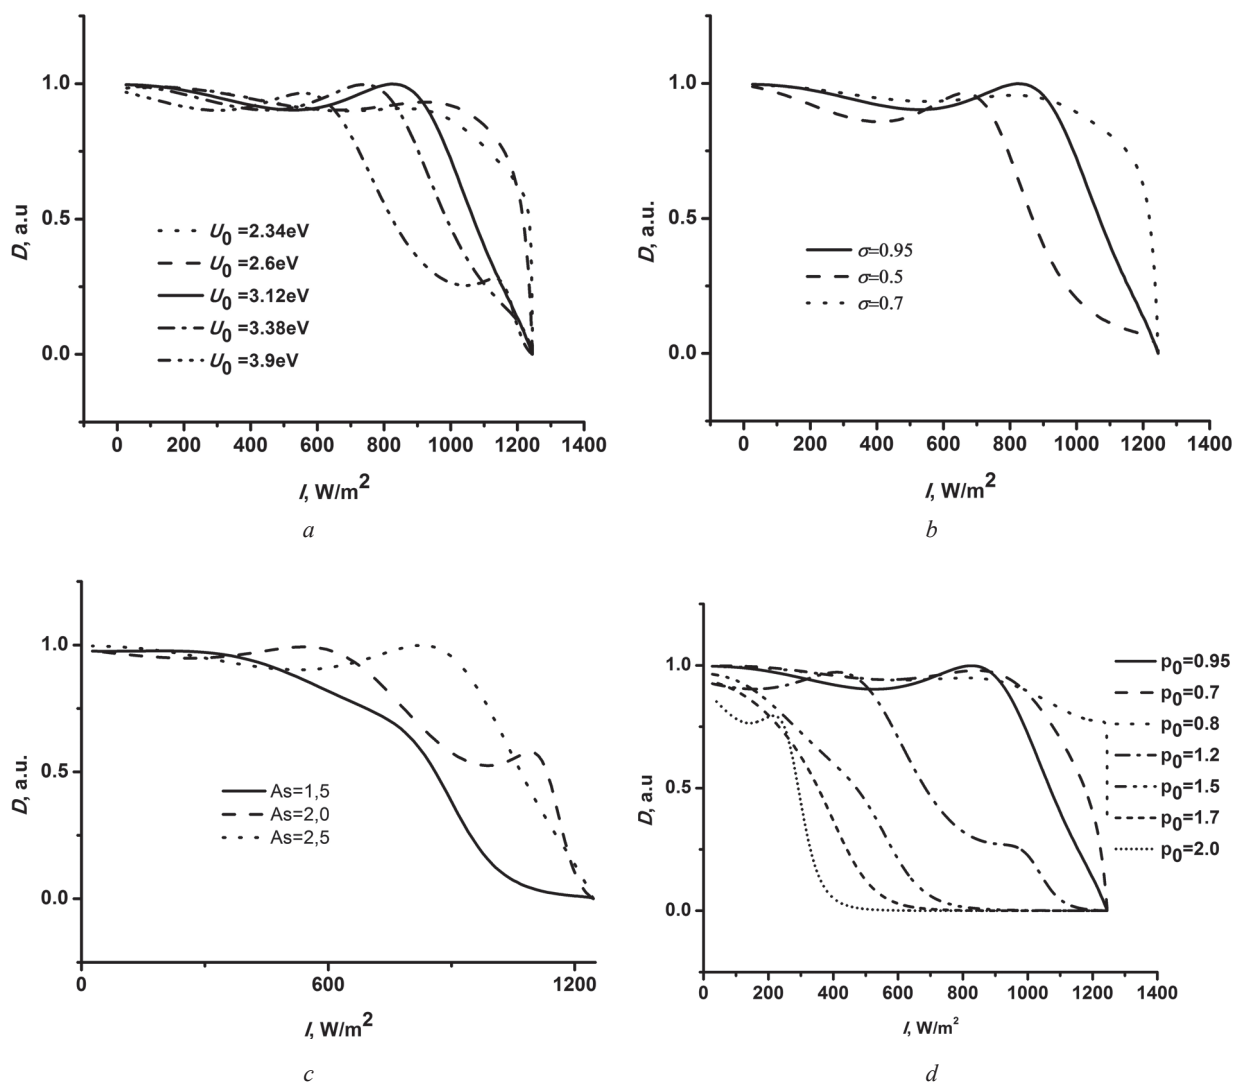 1.0
0.5
0.0
D, a.u
U0 =2.34eV
U0 =2.6eV
U0 =3.12eV
U0 =3.38eV
U0 =3.9eV
0 200 400 600 800 1000 1200 1400
I, W/m2
a
1.0
0.5
0.0
D, a.u.
σ=0.95
σ=0.5
σ=0.7
0 200 400 600 800 1000 1200 1400
I, W/m2
b
1.0
0.5
0.0
D, a.u.
As=1,5
As=2,0
As=2,5
0 600 1200
I, W/m2
c
1.0
0.5
0.0
D, a.u
p0=0.95
p0=0.7
p0=0.8
p0=1.2
p0=1.5
p0=1.7
p0=2.0
0 200 400 600 800 1000 1200 1400
I, W/m2
d